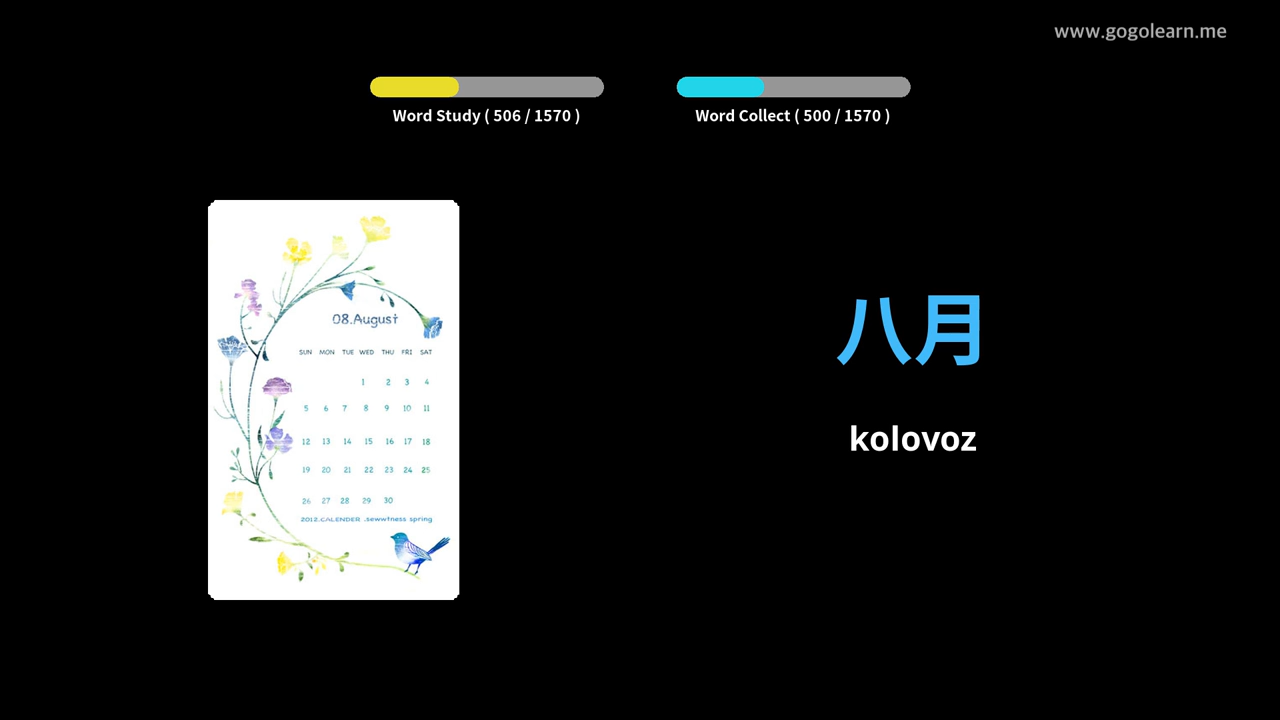 www.gogolearn.me
Word Study ( 506 / 1570 )
Word Collect ( 500 / 1570 )
08.August
SUN MON TUE WED THU FRI SAT
1 2 3 4
5 6 7 8 9 10 11
12 13 14 15 16 17 18
19 20 21 22 23 24 25
26 27 28 29 30
2012.CALENDER .sewwtness spring
八月
kolovoz